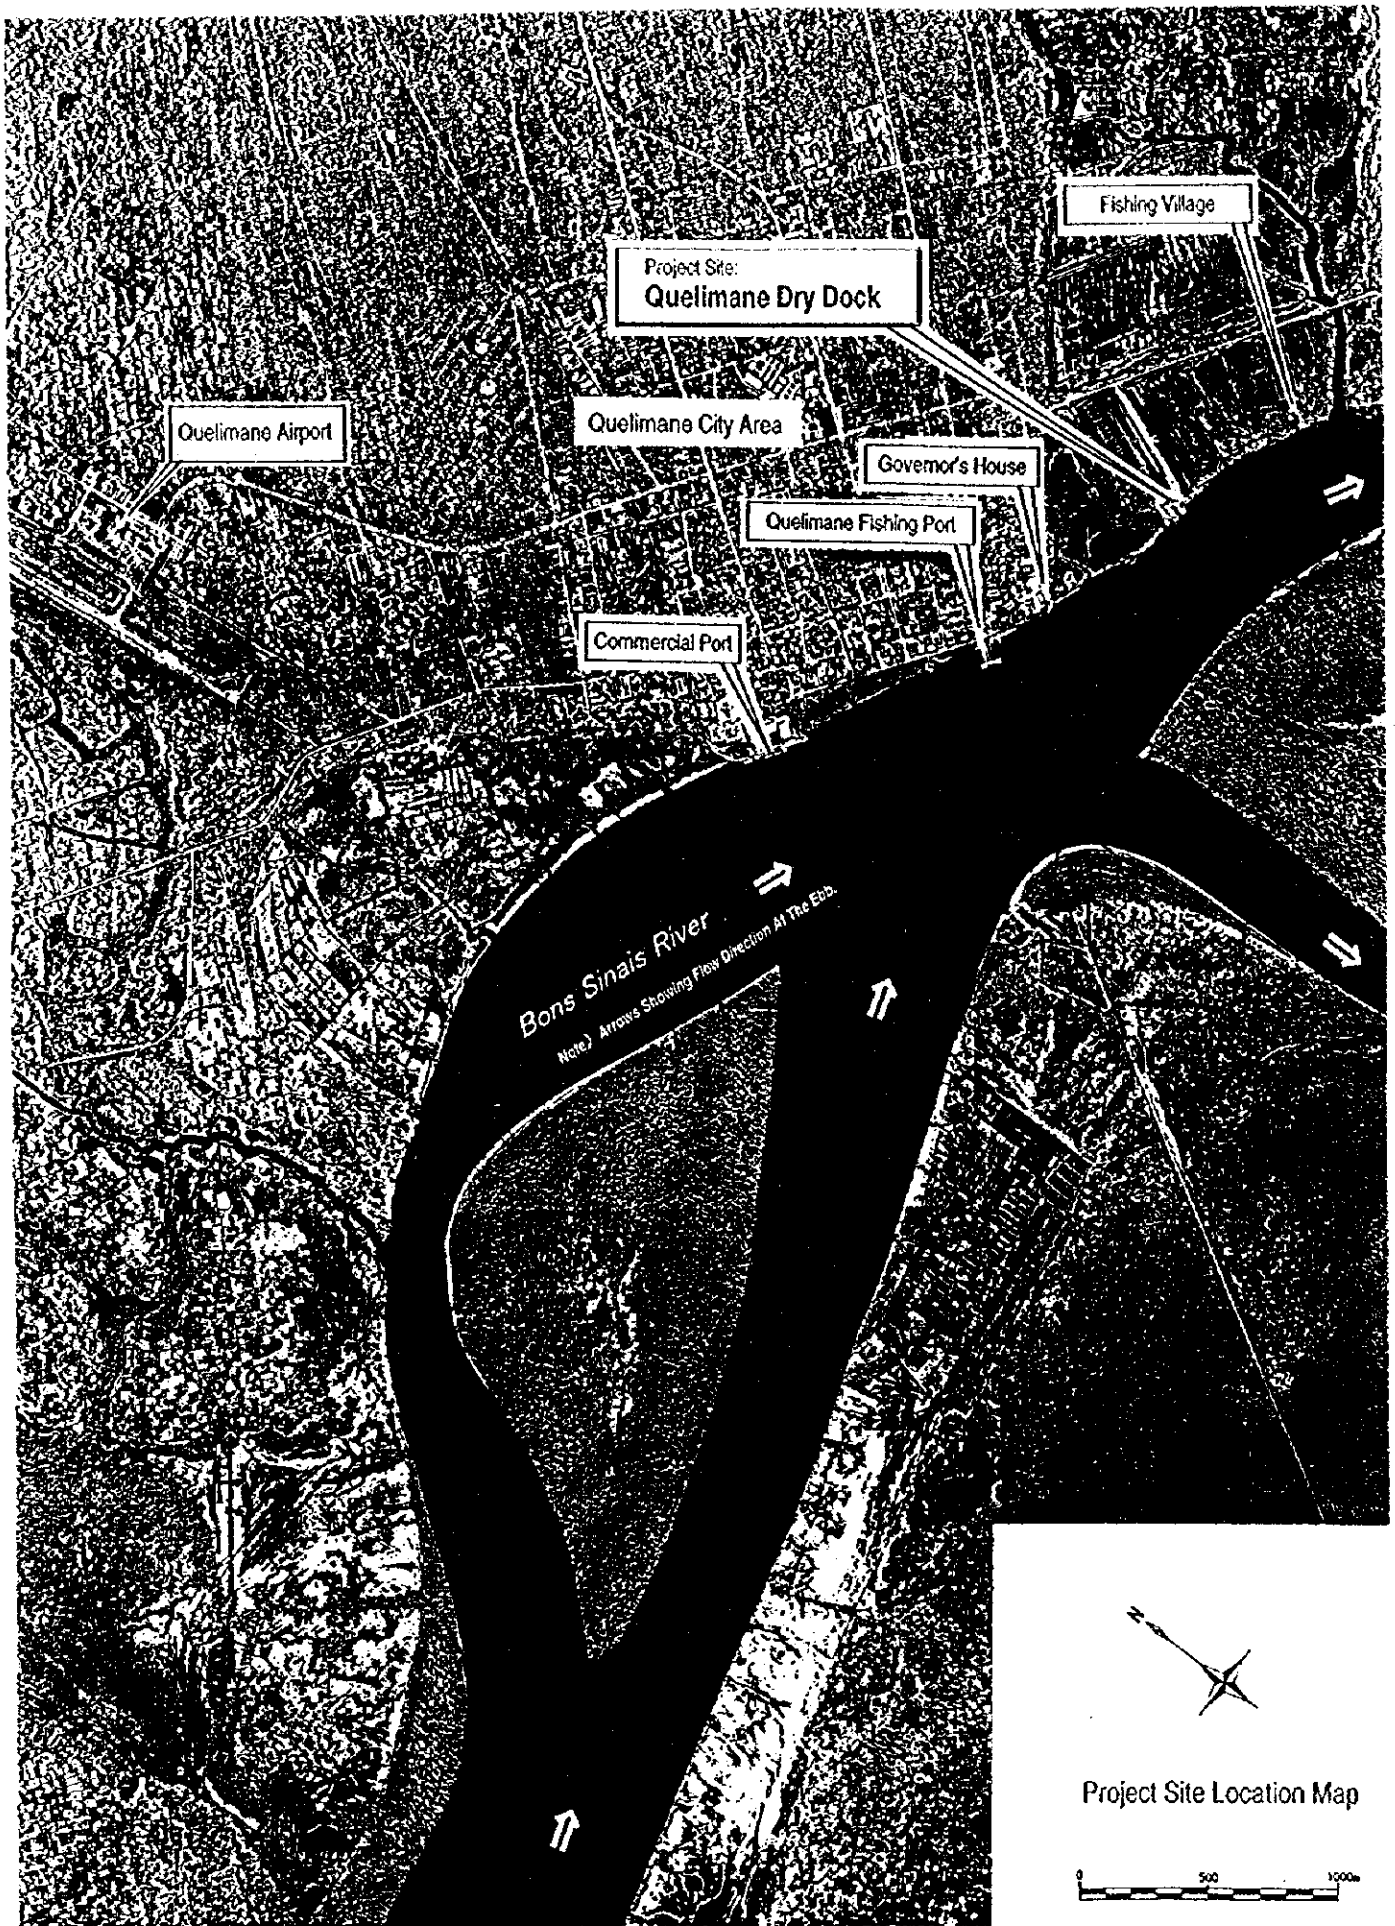 Fishing Village
Project Site:
Quelimane Dry Dock
Quelimane Airport
Quelimane City Area
Governor's House
Quelimane Fishing Port
Commercial Port
Bons Sinais River
Note) Arrows Showing Flow Direction At The Ebb.
N
Project Site Location Map
0 500 1000m